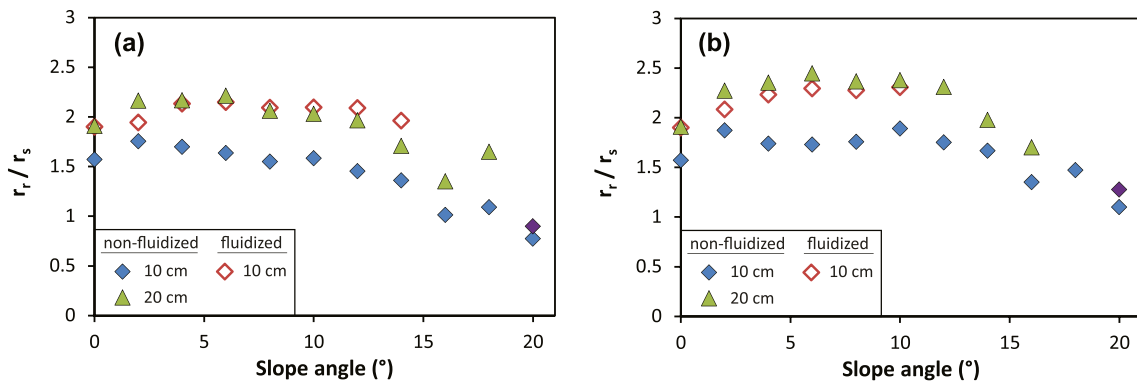 (a)
3
2.5
2
1.5
1
0.5
0
r_r / r_s
non-fluidized fluidized
10 cm 10 cm
20 cm
0 5 10 15 20
Slope angle (°)
(b)
3
2.5
2
1.5
1
0.5
0
r_r / r_s
non-fluidized fluidized
10 cm 10 cm
20 cm
0 5 10 15 20
Slope angle (°)